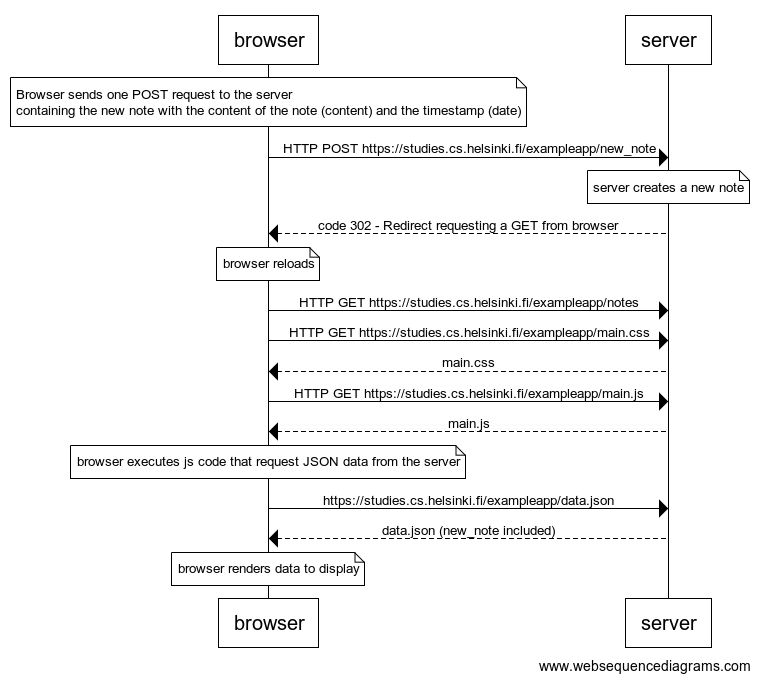 browser
server
Browser sends one POST request to the server
containing the new note with the content of the note (content) and the timestamp (date)
HTTP POST https://studies.cs.helsinki.fi/exampleapp/new_note
server creates a new note
code 302 - Redirect requesting a GET from browser
browser reloads
HTTP GET https://studies.cs.helsinki.fi/exampleapp/notes
HTTP GET https://studies.cs.helsinki.fi/exampleapp/main.css
main.css
HTTP GET https://studies.cs.helsinki.fi/exampleapp/main.js
main.js
browser executes js code that request JSON data from the server
https://studies.cs.helsinki.fi/exampleapp/data.json
data.json (new_note included)
browser renders data to display
browser
server
www.websequencediagrams.com